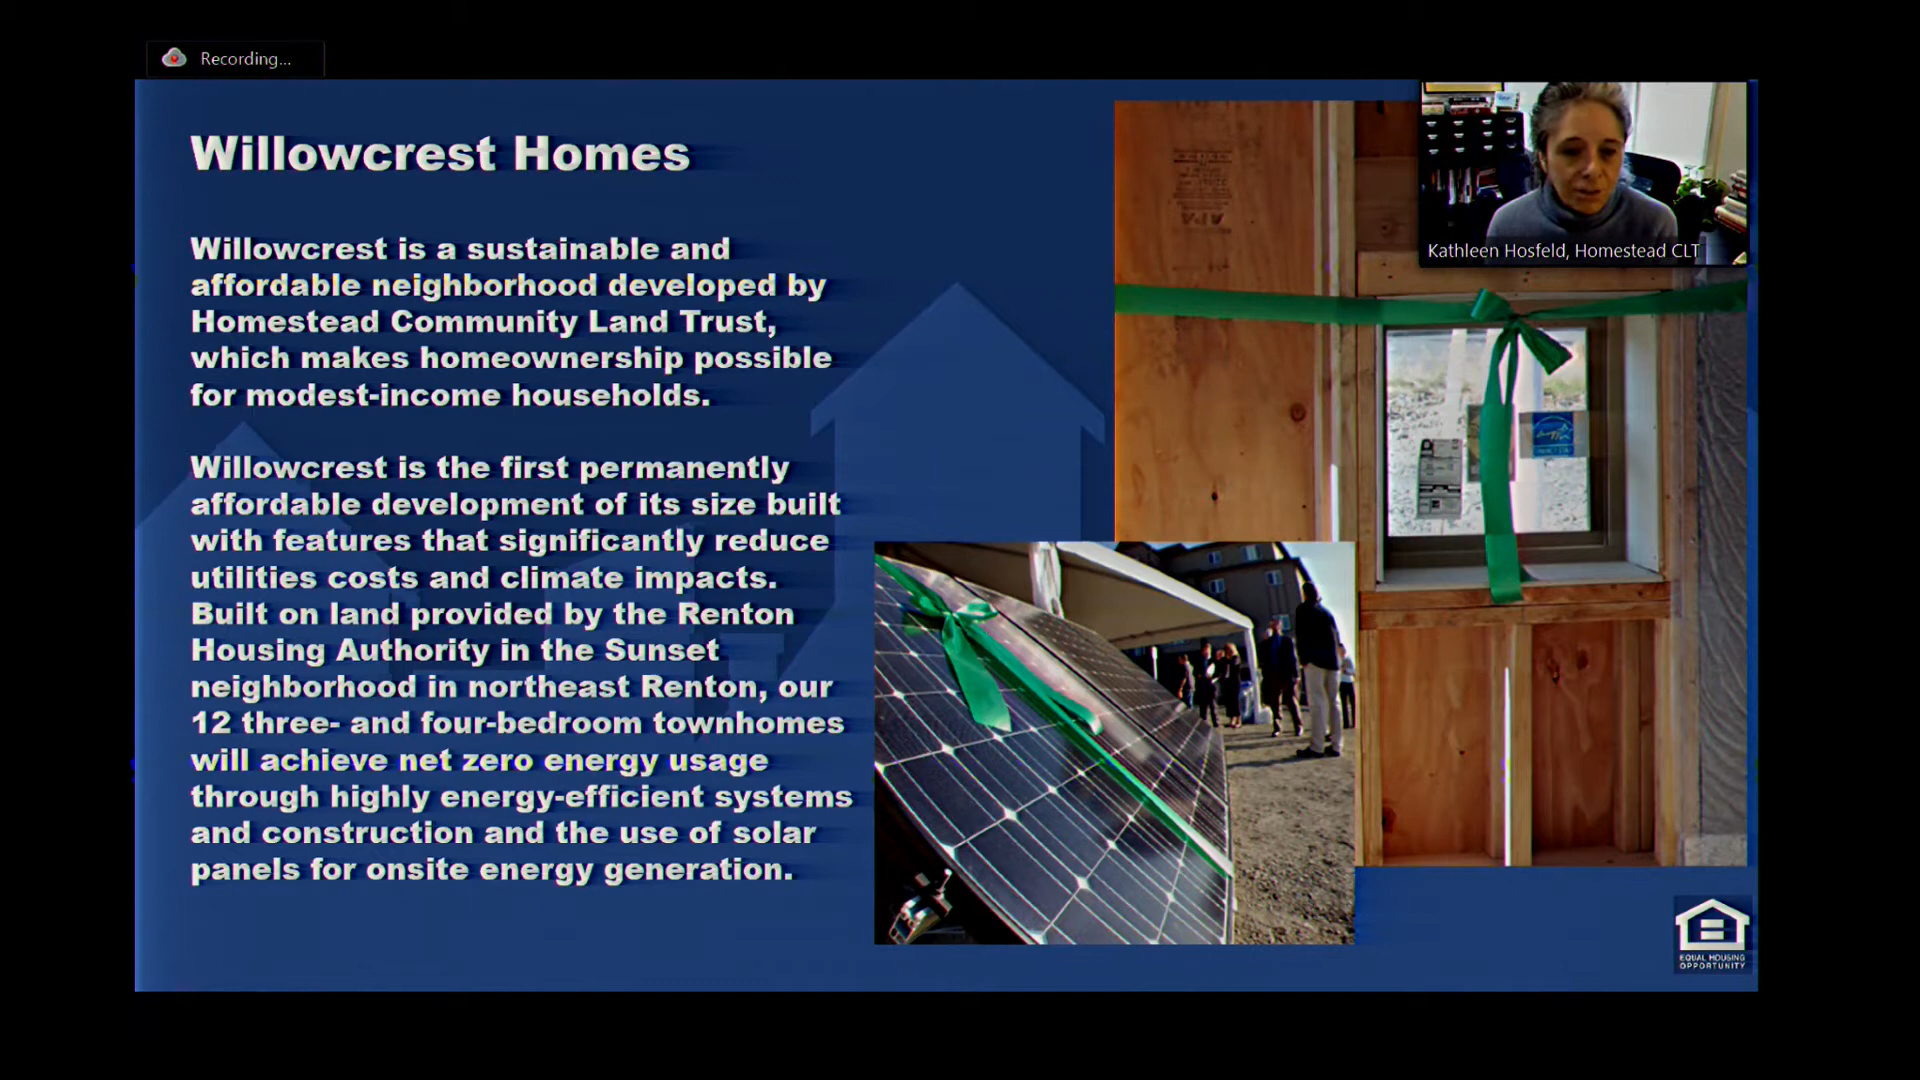 Recording...
Willowcrest Homes
Willowcrest is a sustainable and
affordable neighborhood developed by
Homestead Community Land Trust,
which makes homeownership possible
for modest-income households.
Willowcrest is the first permanently
affordable development of its size built
with features that significantly reduce
utilities costs and climate impacts.
Built on land provided by the Renton
Housing Authority in the Sunset
neighborhood in northeast Renton, our
12 three- and four-bedroom townhomes
will achieve net zero energy usage
through highly energy-efficient systems
and construction and the use of solar
panels for onsite energy generation.
Kathleen Hosfeld, Homestead CLT
APA
EQUAL HOUSING
OPPORTUNITY